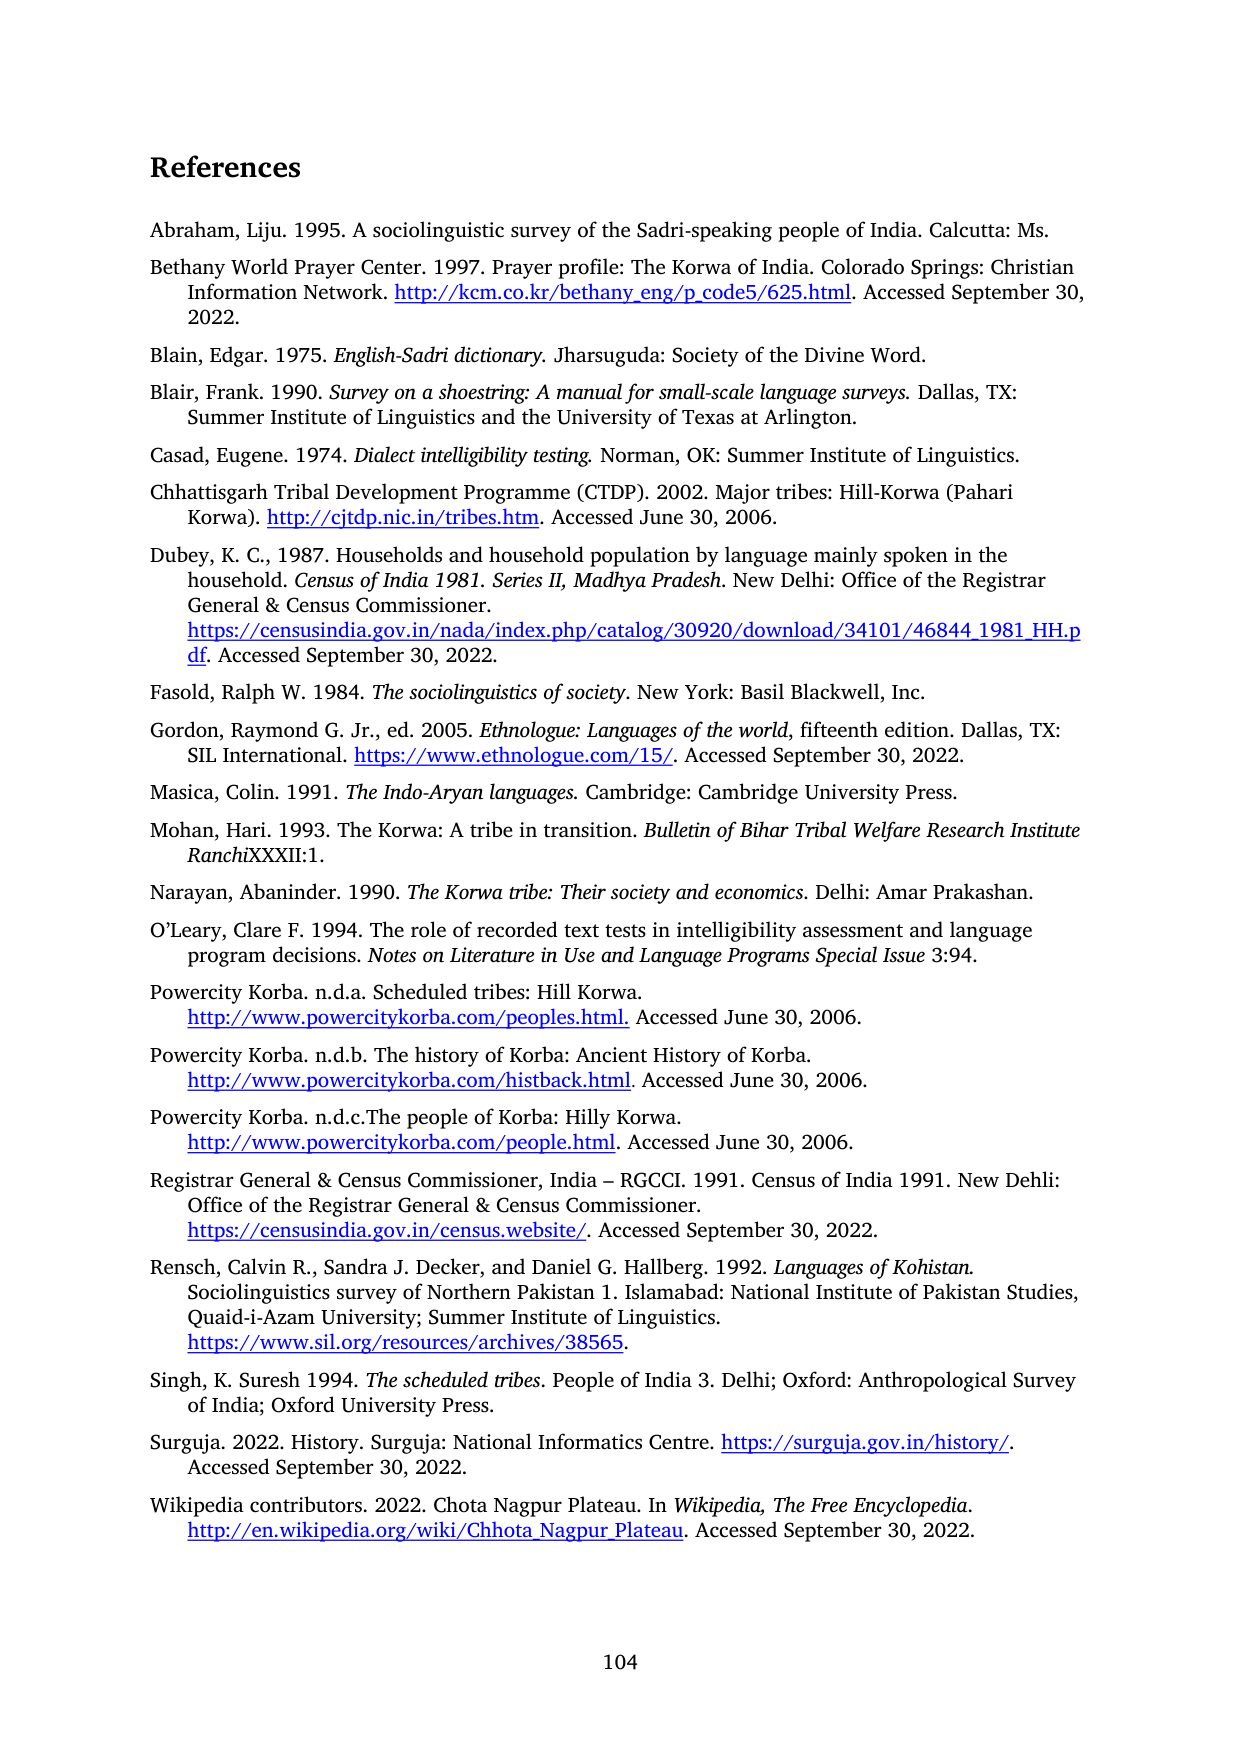 References
Abraham, Liju. 1995. A sociolinguistic survey of the Sadri-speaking people of India. Calcutta: Ms.
Bethany World Prayer Center. 1997. Prayer profile: The Korwa of India. Colorado Springs: Christian
Information Network. http://kcm.co.kr/bethany_eng/p_code5/625.html. Accessed September 30,
2022.
Blain, Edgar. 1975. English-Sadri dictionary. Jharsuguda: Society of the Divine Word.
Blair, Frank. 1990. Survey on a shoestring: A manual for small-scale language surveys. Dallas, TX:
Summer Institute of Linguistics and the University of Texas at Arlington.
Casad, Eugene. 1974. Dialect intelligibility testing. Norman, OK: Summer Institute of Linguistics.
Chhattisgarh Tribal Development Programme (CTDP). 2002. Major tribes: Hill-Korwa (Pahari
Korwa). http://cjtdp.nic.in/tribes.htm. Accessed June 30, 2006.
Dubey, K. C., 1987. Households and household population by language mainly spoken in the
household. Census of India 1981. Series II, Madhya Pradesh. New Delhi: Office of the Registrar
General & Census Commissioner.
https://censusindia.gov.in/nada/index.php/catalog/30920/download/34101/46844_1981_HH.p
df. Accessed September 30, 2022.
Fasold, Ralph W. 1984. The sociolinguistics of society. New York: Basil Blackwell, Inc.
Gordon, Raymond G. Jr., ed. 2005. Ethnologue: Languages of the world, fifteenth edition. Dallas, TX:
SIL International. https://www.ethnologue.com/15/. Accessed September 30, 2022.
Masica, Colin. 1991. The Indo-Aryan languages. Cambridge: Cambridge University Press.
Mohan, Hari. 1993. The Korwa: A tribe in transition. Bulletin of Bihar Tribal Welfare Research Institute
RanchiXXXII:1.
Narayan, Abaninder. 1990. The Korwa tribe: Their society and economics. Delhi: Amar Prakashan.
O’Leary, Clare F. 1994. The role of recorded text tests in intelligibility assessment and language
program decisions. Notes on Literature in Use and Language Programs Special Issue 3:94.
Powercity Korba. n.d.a. Scheduled tribes: Hill Korwa.
http://www.powercitykorba.com/peoples.html. Accessed June 30, 2006.
Powercity Korba. n.d.b. The history of Korba: Ancient History of Korba.
http://www.powercitykorba.com/histback.html. Accessed June 30, 2006.
Powercity Korba. n.d.c.The people of Korba: Hilly Korwa.
http://www.powercitykorba.com/people.html. Accessed June 30, 2006.
Registrar General & Census Commissioner, India – RGCCI. 1991. Census of India 1991. New Dehli:
Office of the Registrar General & Census Commissioner.
https://censusindia.gov.in/census.website/. Accessed September 30, 2022.
Rensch, Calvin R., Sandra J. Decker, and Daniel G. Hallberg. 1992. Languages of Kohistan.
Sociolinguistics survey of Northern Pakistan 1. Islamabad: National Institute of Pakistan Studies,
Quaid-i-Azam University; Summer Institute of Linguistics.
https://www.sil.org/resources/archives/38565.
Singh, K. Suresh 1994. The scheduled tribes. People of India 3. Delhi; Oxford: Anthropological Survey
of India; Oxford University Press.
Surguja. 2022. History. Surguja: National Informatics Centre. https://surguja.gov.in/history/.
Accessed September 30, 2022.
Wikipedia contributors. 2022. Chota Nagpur Plateau. In Wikipedia, The Free Encyclopedia.
http://en.wikipedia.org/wiki/Chhota_Nagpur_Plateau. Accessed September 30, 2022.
104